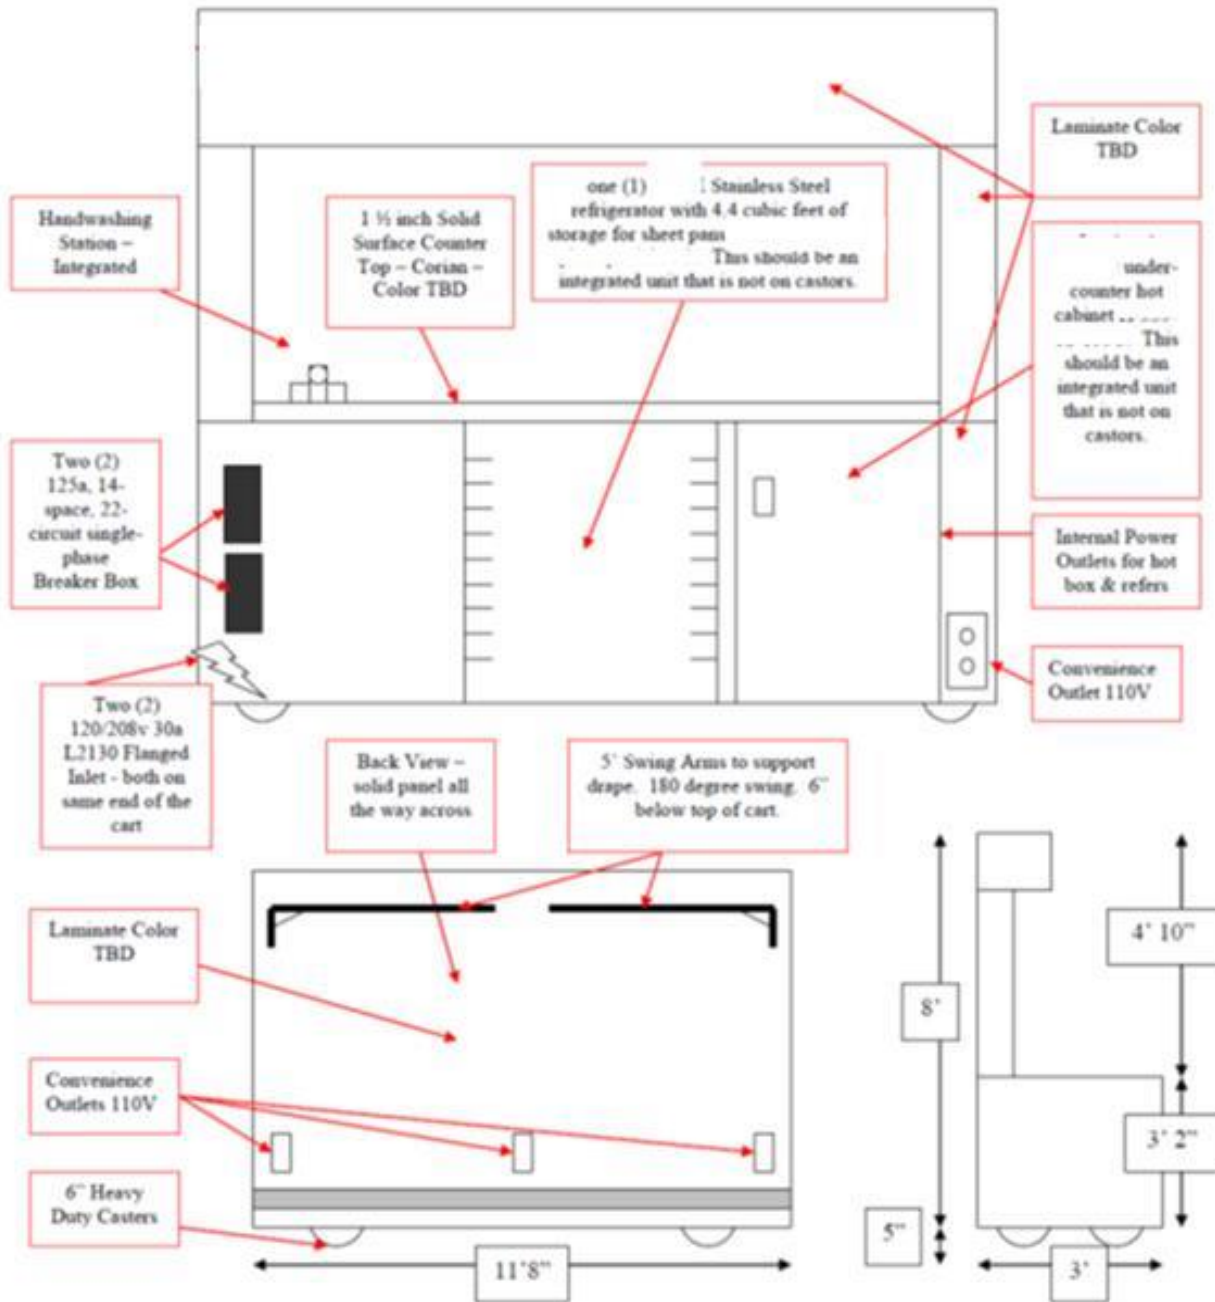 Laminate Color
TBD
one (1) Stainless Steel
refrigerator with 4.4 cubic feet of
storage for sheet pans
This should be an
integrated unit that is not on castors.
Handwashing
Station –
Integrated
1 ½ inch Solid
Surface Counter
Top – Corian –
Color TBD
under-
counter hot
cabinet
This
should be an
integrated unit
that is not on
castors.
Two (2)
125a, 14-
space, 22-
circuit single-
phase
Breaker Box
Internal Power
Outlets for hot
box & refers
Convenience
Outlet 110V
Two (2)
120/208v 30a
L2130 Flanged
Inlet - both on
same end of the
cart
Back View –
solid panel all
the way across
5' Swing Arms to support
drape. 180 degree swing. 6"
below top of cart.
Laminate Color
TBD
4' 10"
8'
Convenience
Outlets 110V
3' 2"
6" Heavy
Duty Casters
5"
11'8"
3'